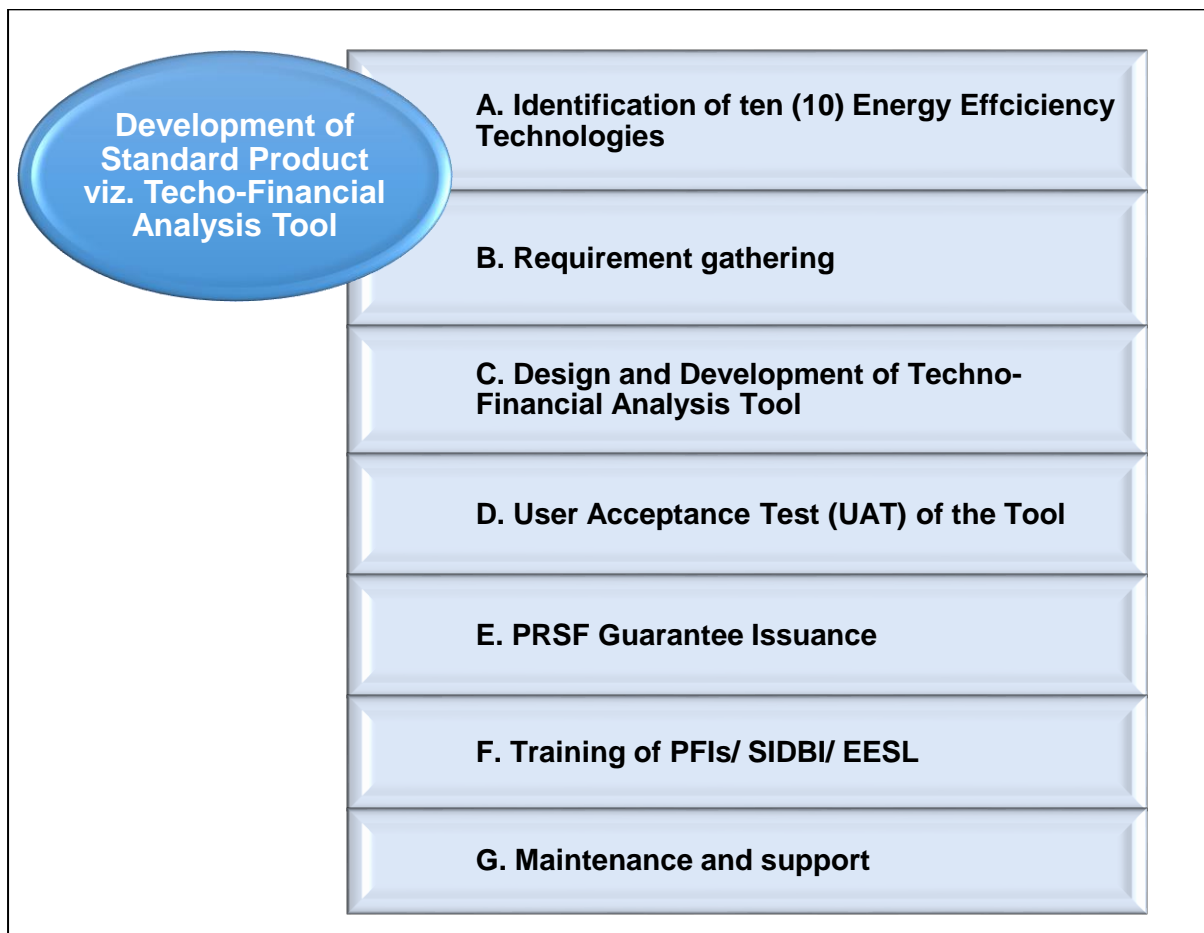 Development of
Standard Product
viz. Techo-Financial
Analysis Tool
A. Identification of ten (10) Energy Effciciency
Technologies
B. Requirement gathering
C. Design and Development of Techno-
Financial Analysis Tool
D. User Acceptance Test (UAT) of the Tool
E. PRSF Guarantee Issuance
F. Training of PFIs/ SIDBI/ EESL
G. Maintenance and support